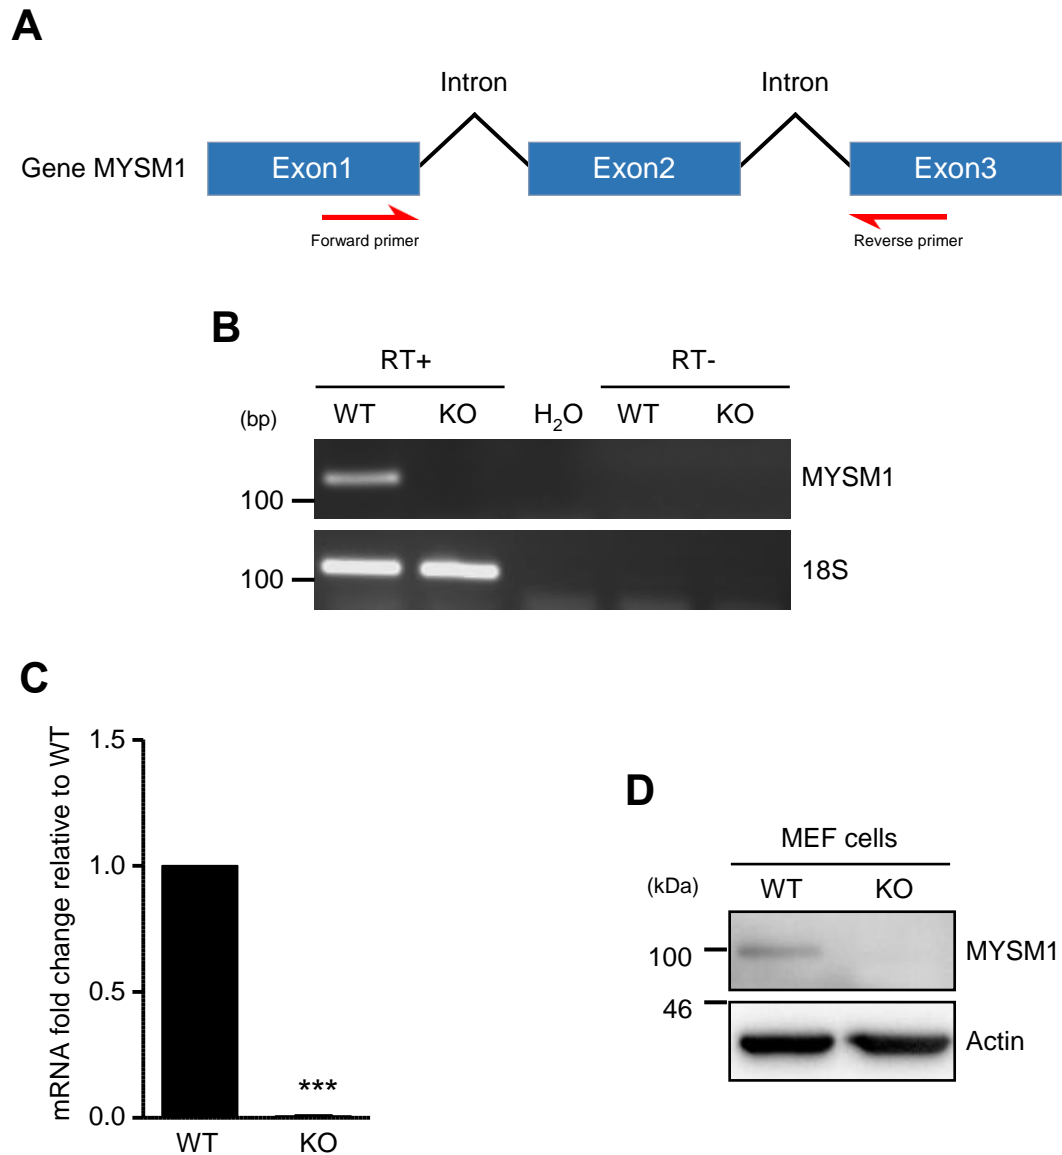 A
Intron Intron
Gene MYSM1 Exon1 Exon2 Exon3
Forward primer Reverse primer
B
RT+ RT-
(bp) WT KO H2O WT KO
MYSM1
100
18S
100
C
mRNA fold change relative to WT
1.5
1.0
0.5
0.0
***
WT KO
D
MEF cells
(kDa) WT KO
100 MYSM1
46
Actin